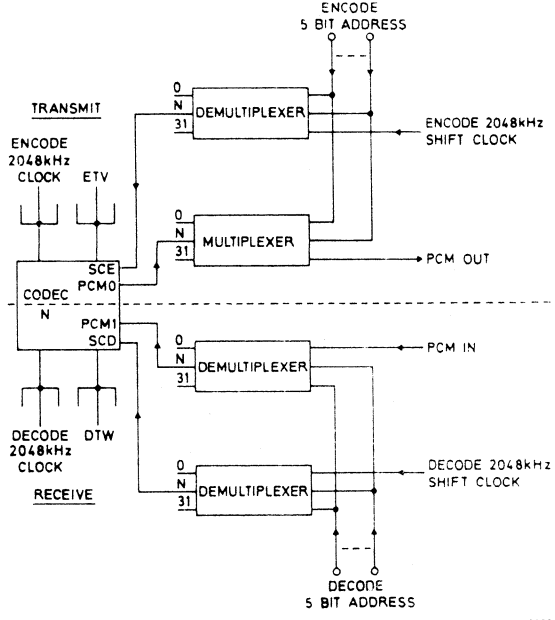 ENCODE
5 BIT ADDRESS
TRANSMIT
0
N
31
DEMULTIPLEXER
ENCODE 2048kHz
SHIFT CLOCK
ENCODE
2048kHz
CLOCK
ETV
0
N
31
MULTIPLEXER
PCM OUT
SCE
PCM0
CODEC
N
PCM1
SCD
0
N
31
DEMULTIPLEXER
PCM IN
DECODE
2048kHz
CLOCK
DTW
RECEIVE
0
N
31
DEMULTIPLEXER
DECODE 2048kHz
SHIFT CLOCK
DECODE
5 BIT ADDRESS